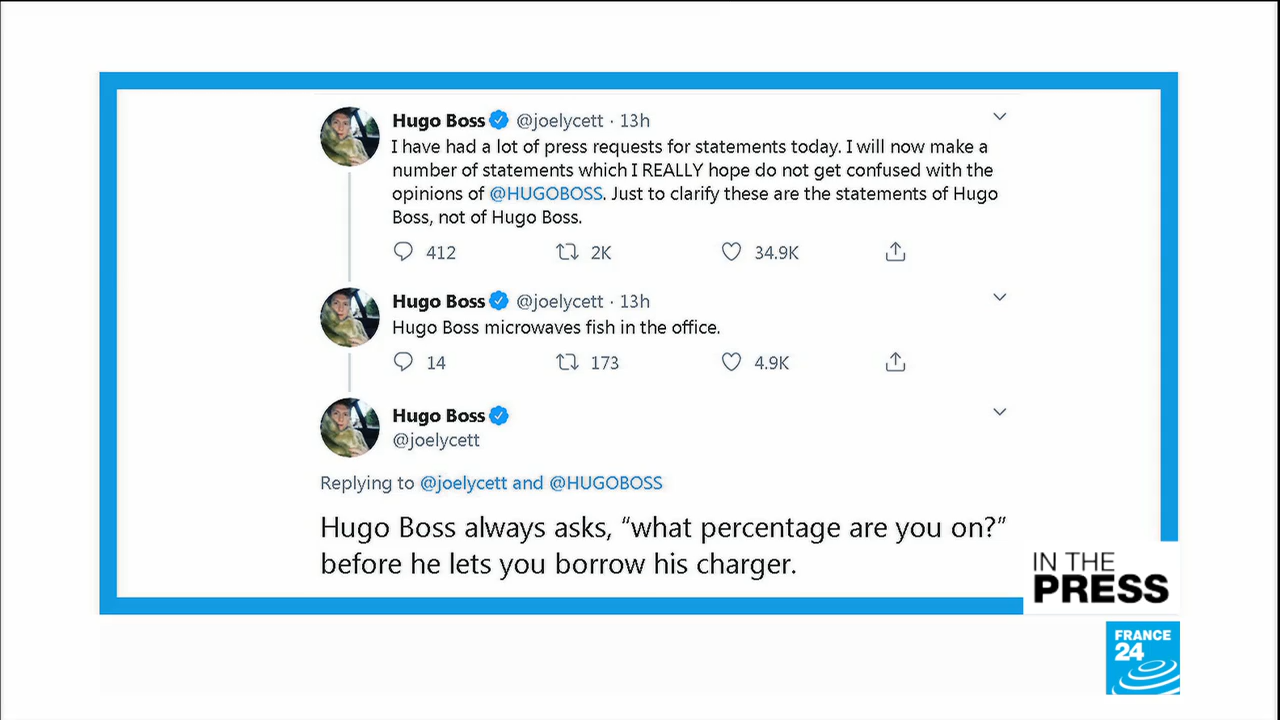 Hugo Boss @joelycett · 13h
I have had a lot of press requests for statements today. I will now make a
number of statements which I REALLY hope do not get confused with the
opinions of @HUGOBOSS. Just to clarify these are the statements of Hugo
Boss, not of Hugo Boss.
412 2K 34.9K
Hugo Boss @joelycett · 13h
Hugo Boss microwaves fish in the office.
14 173 4.9K
Hugo Boss
@joelycett
Replying to @joelycett and @HUGOBOSS
Hugo Boss always asks, “what percentage are you on?”
before he lets you borrow his charger.
IN THE
PRESS
FRANCE
24